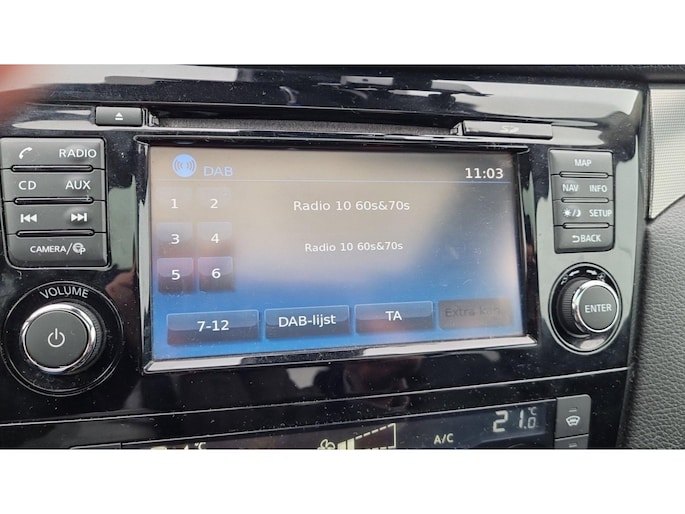 RADIO
CD AUX
CAMERA/
VOLUME
DAB 11:03
1 2
3 4
5 6
Radio 10 60s&70s
Radio 10 60s&70s
7-12 DAB-lijst TA
MAP
NAV INFO
SETUP
BACK
ENTER
A/C
21.0 °C
°C